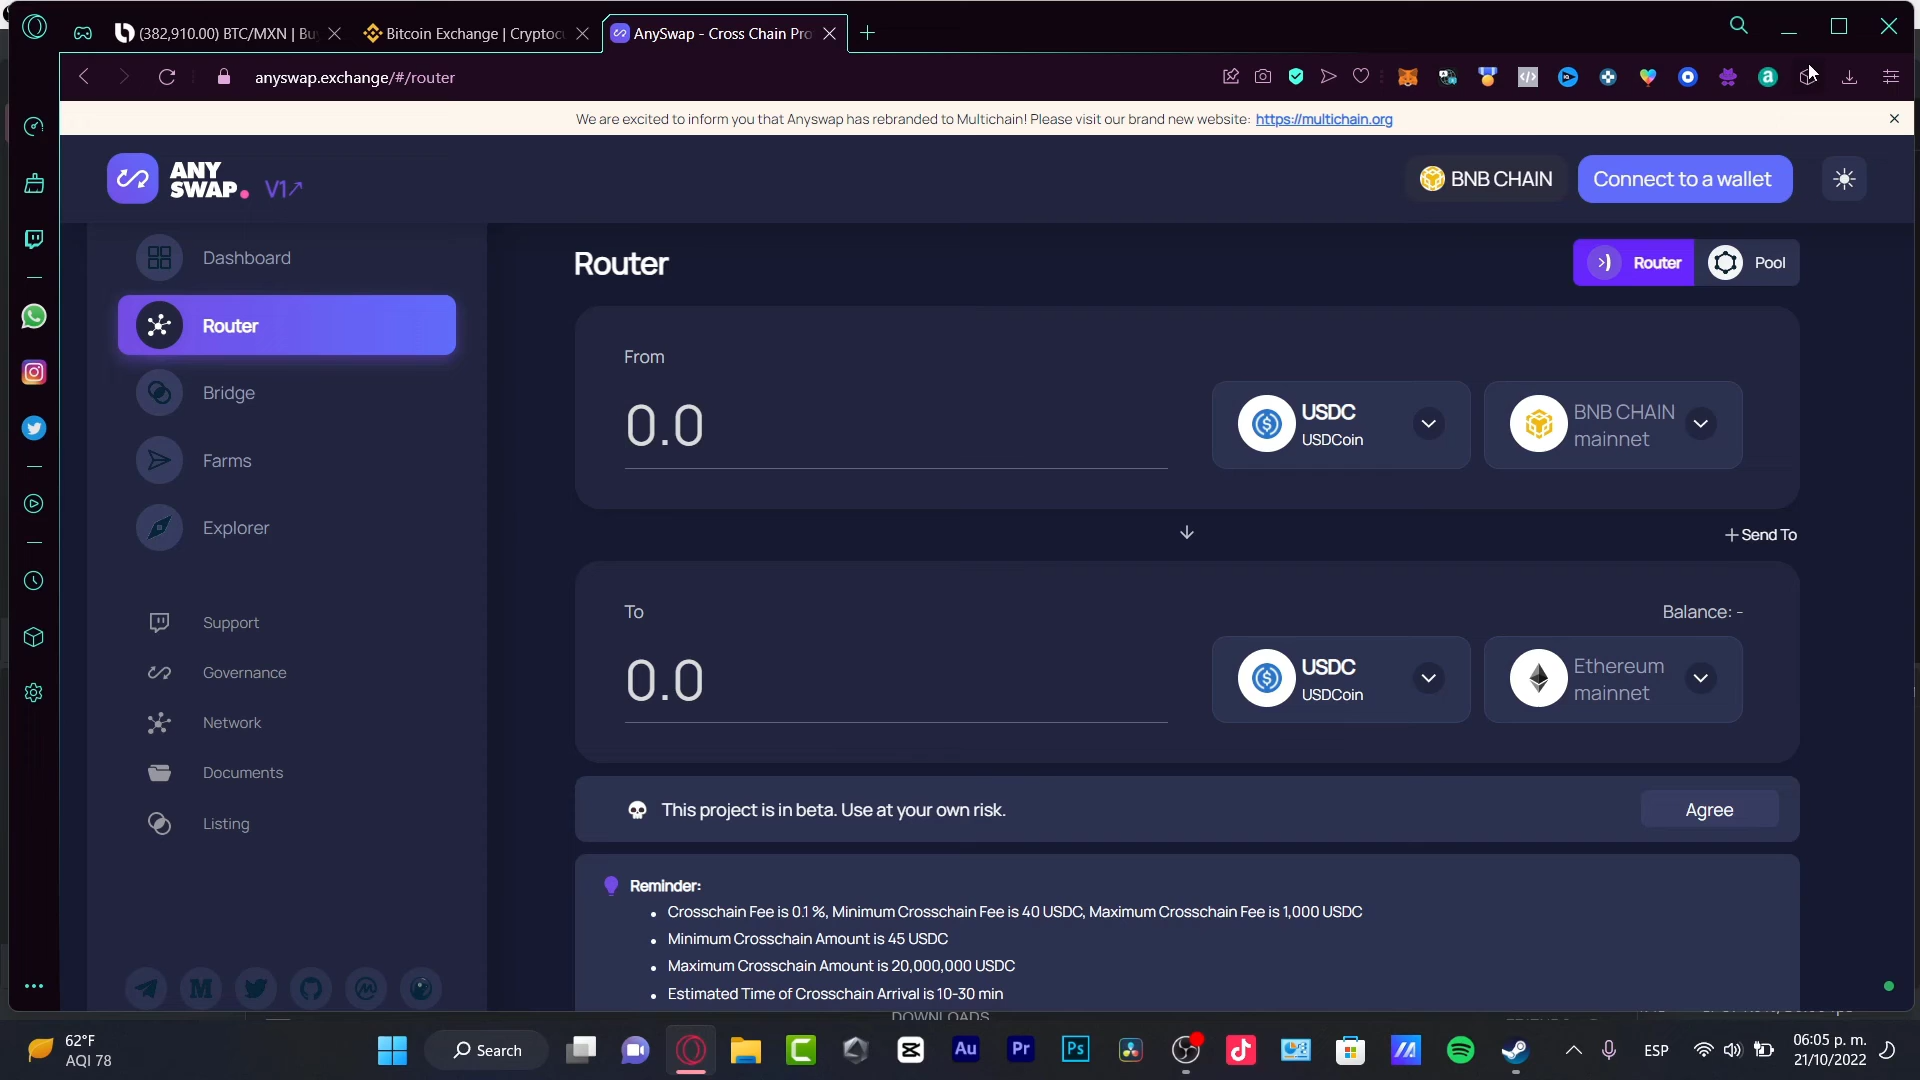 (382,910.00) BTC/MXN | Bu
Bitcoin Exchange | Cryptocu
AnySwap - Cross Chain Pro
anyswap.exchange/#/router
We are excited to inform you that Anyswap has rebranded to Multichain! Please visit our brand new website: https://multichain.org
ANY
SWAP.
V1↗
BNB CHAIN
Connect to a wallet
Dashboard
Router
Bridge
Farms
Explorer
Support
Governance
Network
Documents
Listing
Router
Router
Pool
From
0.0
USDC
USDCoin
BNB CHAIN
mainnet
+ Send To
To
Balance: -
0.0
USDC
USDCoin
Ethereum
mainnet
This project is in beta. Use at your own risk.
Agree
Reminder:
• Crosschain Fee is 0.1 %, Minimum Crosschain Fee is 40 USDC, Maximum Crosschain Fee is 1,000 USDC
• Minimum Crosschain Amount is 45 USDC
• Maximum Crosschain Amount is 20,000,000 USDC
• Estimated Time of Crosschain Arrival is 10-30 min
DOWNLOADS
62°F
AQI 78
Search
Au
Pr
Ps
ESP
06:05 p. m.
21/10/2022